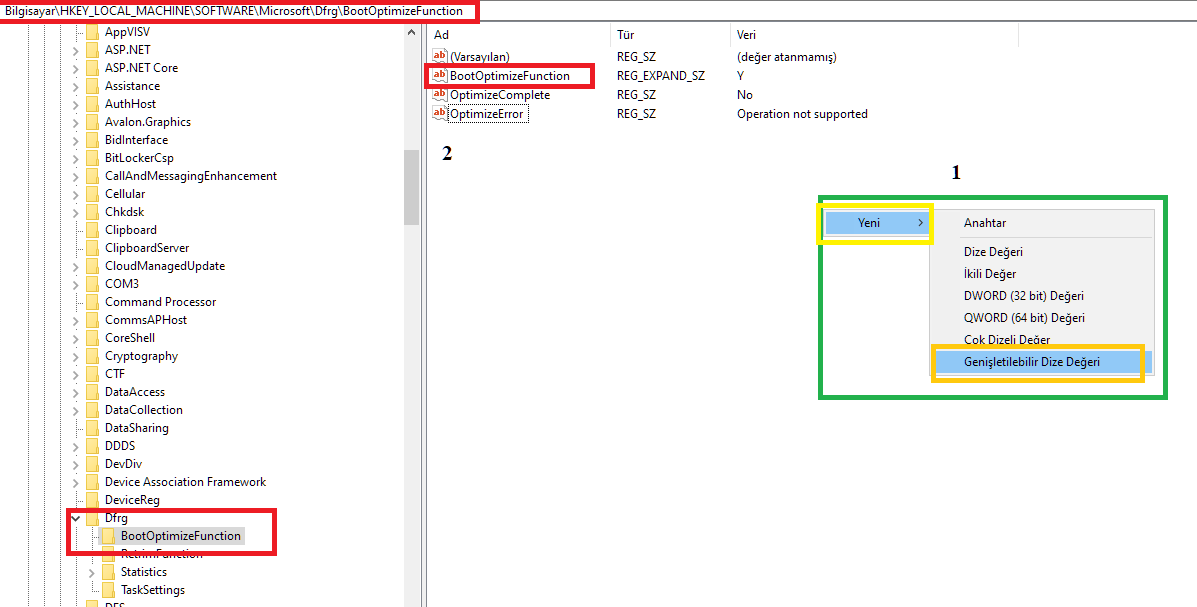 Bilgisayar\HKEY_LOCAL_MACHINE\SOFTWARE\Microsoft\Dfrg\BootOptimizeFunction
AppVISV
ASP.NET
ASP.NET Core
Assistance
AuthHost
Avalon.Graphics
BidInterface
BitLockerCsp
CallAndMessagingEnhancement
Cellular
Chkdsk
Clipboard
ClipboardServer
CloudManagedUpdate
COM3
Command Processor
CommsAPHost
CoreShell
Cryptography
CTF
DataAccess
DataCollection
DataSharing
DDDS
DevDiv
Device Association Framework
DeviceReg
Dfrg
BootOptimizeFunction
RetrimFunction
Statistics
TaskSettings
DFS
Ad Tür Veri
ab (Varsayılan) REG_SZ (değer atanmamış)
ab BootOptimizeFunction REG_EXPAND_SZ Y
ab OptimizeComplete REG_SZ No
ab OptimizeError REG_SZ Operation not supported
2
1
Yeni
Anahtar
Dize Değeri
İkili Değer
DWORD (32 bit) Değeri
QWORD (64 bit) Değeri
Çok Dizeli Değer
Genişletilebilir Dize Değeri